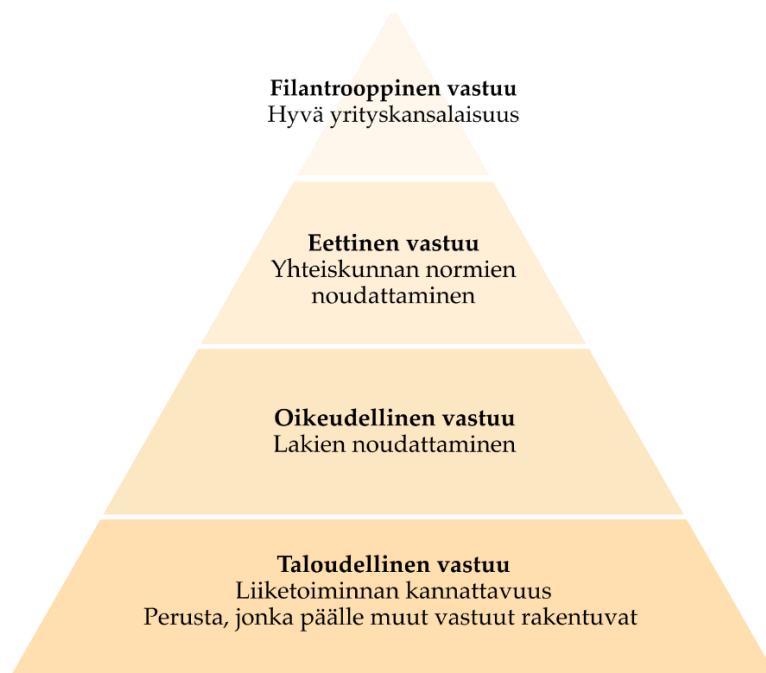 Filantrooppinen vastuu
Hyvä yrityskansalaisuus
Eettinen vastuu
Yhteiskunnan normien
noudattaminen
Oikeudellinen vastuu
Lakien noudattaminen
Taloudellinen vastuu
Liiketoiminnan kannattavuus
Perusta, jonka päälle muut vastuut rakentuvat